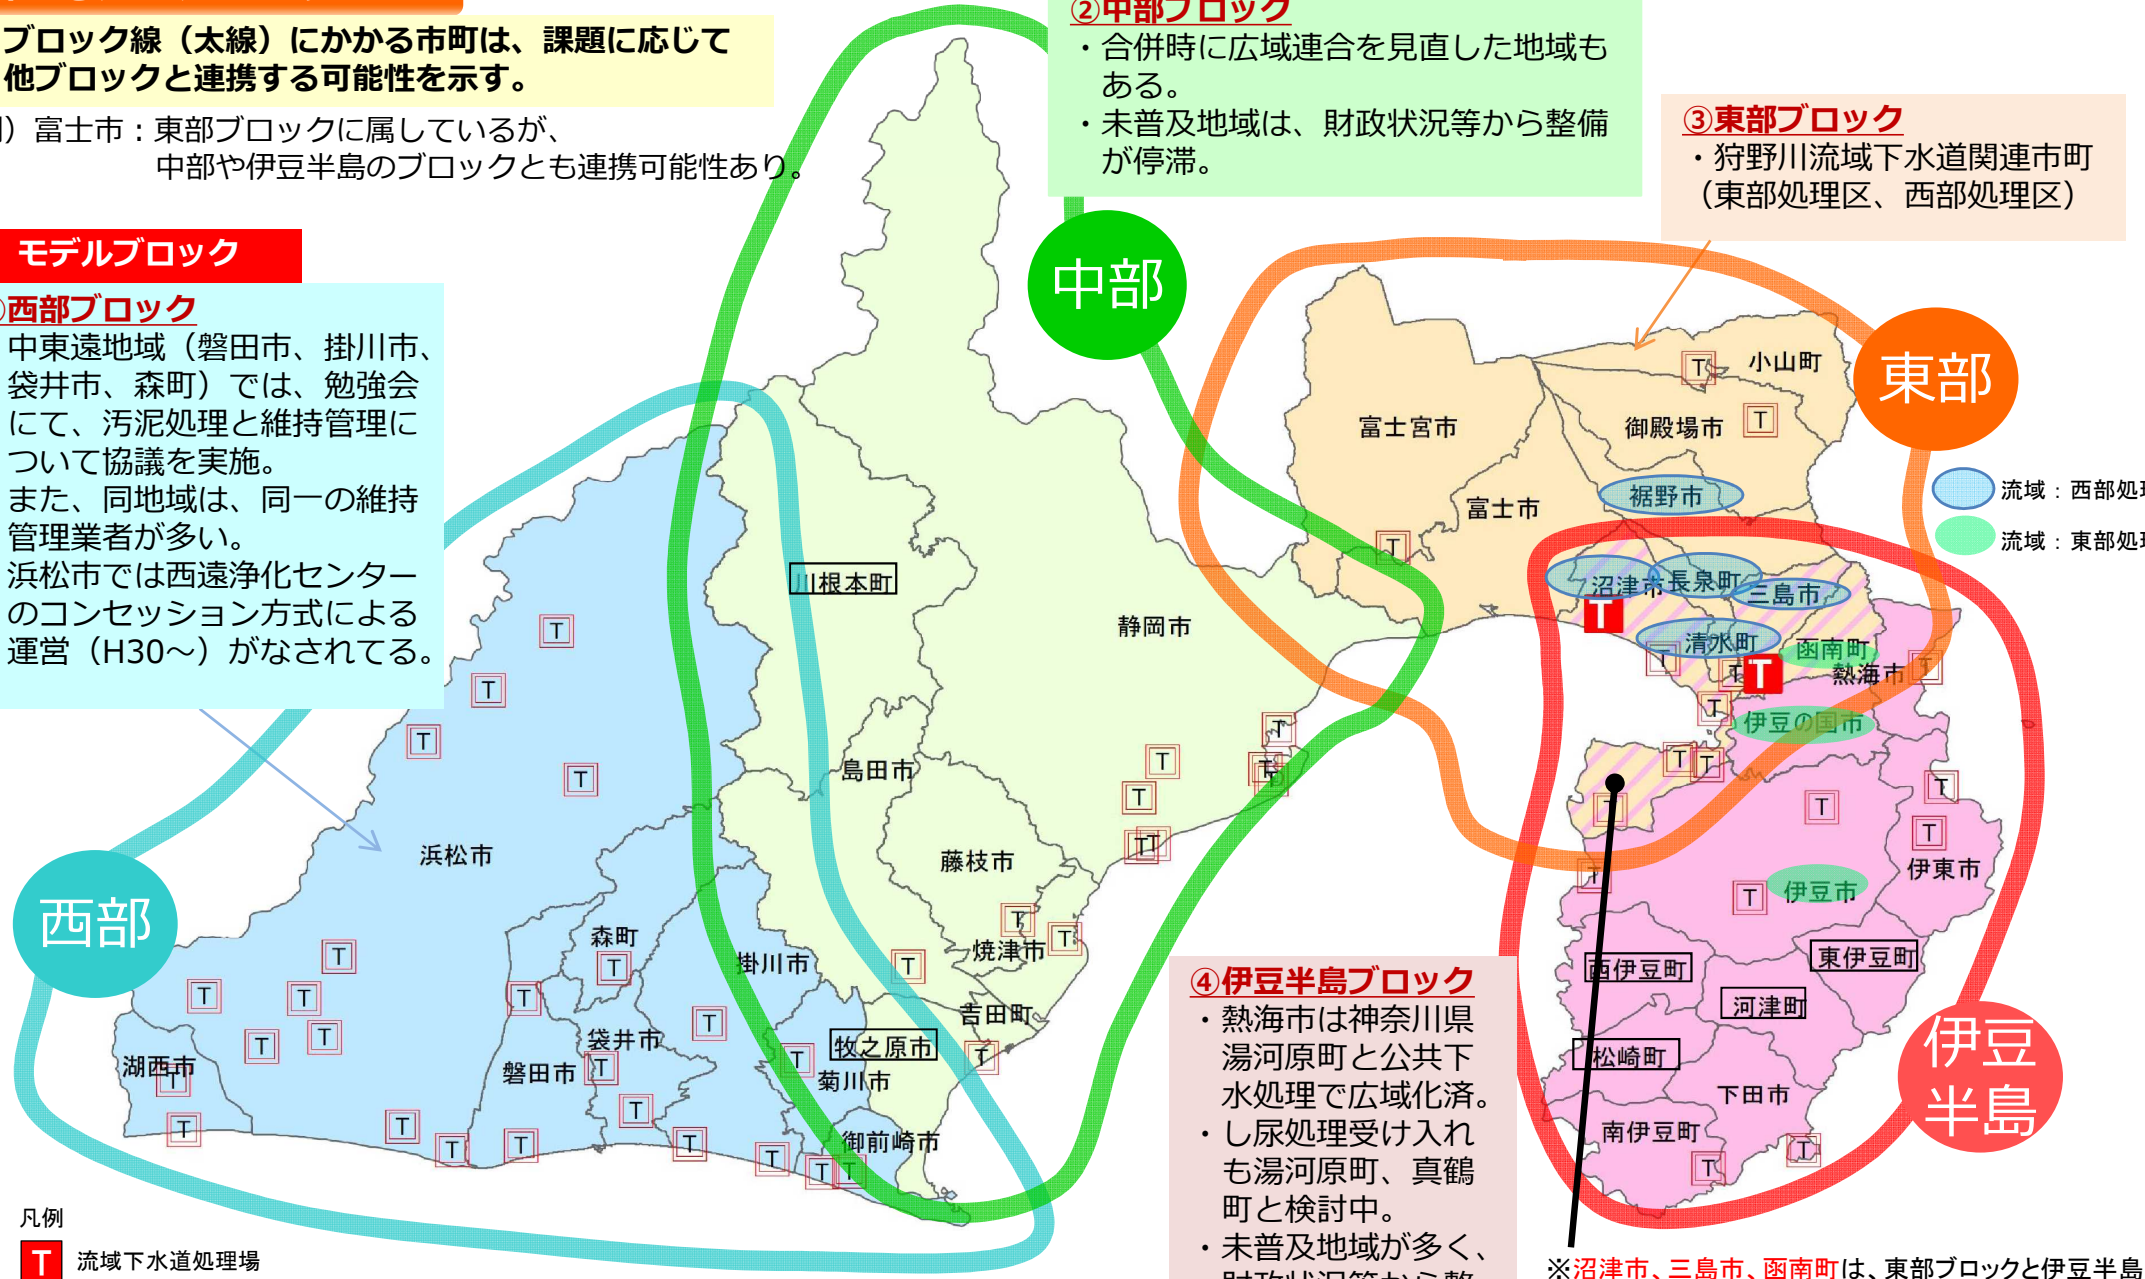 ブロック線（太線）にかかる市町は、課題に応じて
他ブロックと連携する可能性を示す。
）富士市：東部ブロックに属しているが、
中部や伊豆半島のブロックとも連携可能性あり。
モデルブロック
西部ブロック
中東遠地域（磐田市、掛川市、
袋井市、森町）では、勉強会
にて、汚泥処理と維持管理に
ついて協議を実施。
また、同地域は、同一の維持
管理業者が多い。
浜松市では西遠浄化センター
のコンセッション方式による
運営（H30～）がなされてる。
②中部ブロック
・合併時に広域連合を見直した地域も
ある。
・未普及地域は、財政状況等から整備
が停滞。
③東部ブロック
・狩野川流域下水道関連市町
（東部処理区、西部処理区）
中部
東部
西部
伊豆
半島
流域：西部処
流域：東部処
小山町
富士宮市
御殿場市
T
T
裾野市
富士市
T
川根本町
静岡市
沼津市
長泉町
三島市
T
清水町
函南町
T
T
T
熱海市
T
T
伊豆の国市
T
T
T
T
T
T
T
T
島田市
T
T
T
T
T
T
T
T
T
T
T
T
浜松市
藤枝市
伊東市
T
T
伊豆市
T
森町
T
掛川市
T
焼津市
T
T
西伊豆町
東伊豆町
T
T
T
T
T
T
T
河津町
吉田町
T
湖西市
T
磐田市
袋井市
T
T
牧之原市
菊川市
松崎町
下田市
T
T
T
T
T
T
T
T
T
御前崎市
南伊豆町
T
T
④伊豆半島ブロック
・熱海市は神奈川県
湯河原町と公共下
水処理で広域化済。
・し尿処理受け入れ
も湯河原町、真鶴
町と検討中。
・未普及地域が多く、
財政状況等から整
凡例
T 流域下水道処理場
※沼津市、三島市、函南町は、東部ブロックと伊豆半島